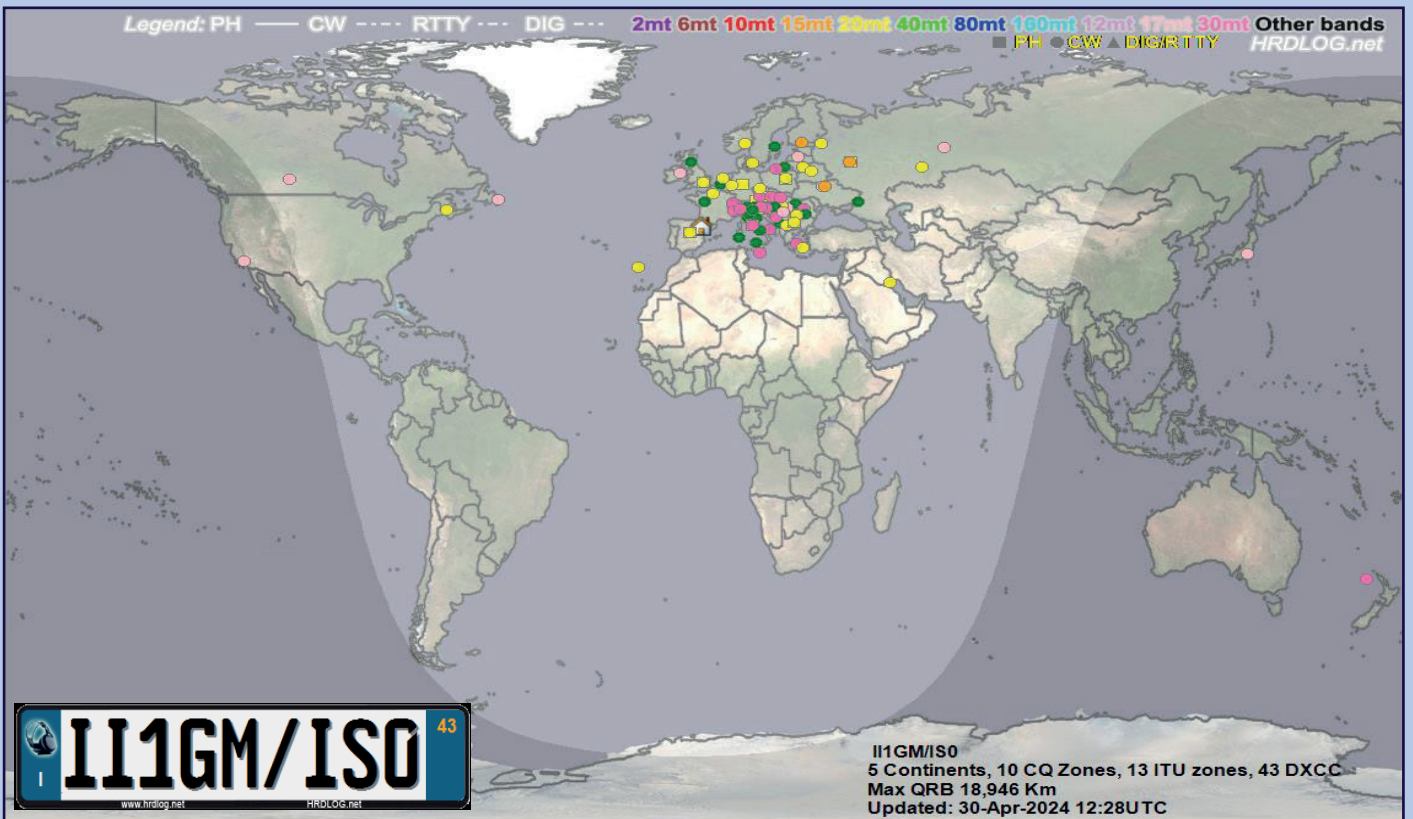 Legend: PH —— CW -·-·- RTTY -·-·- DIG ---
2mt 6mt 10mt 15mt 20mt 40mt 80mt 160mt 12mt 17mt 30mt Other bands
■ PH ● CW ▲ DIG/RTTY HRDLOG.net
43
II1GM/IS0
I
www.hrdlog.net HRDLOG.net
II1GM/IS0
5 Continents, 10 CQ Zones, 13 ITU zones, 43 DXCC
Max QRB 18,946 Km
Updated: 30-Apr-2024 12:28UTC